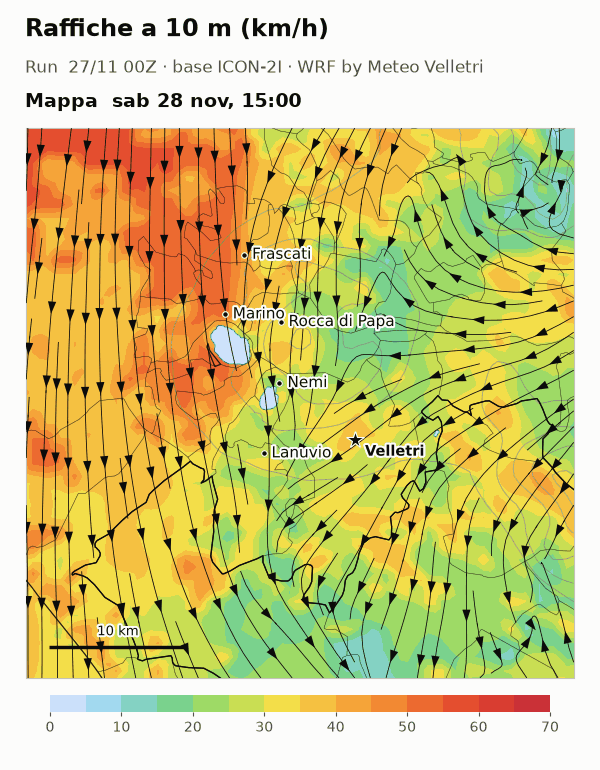 Raffiche a 10 m (km/h)
Run  27/11 00Z · base ICON-2I · WRF by Meteo Velletri
Mappa  sab 28 nov, 15:00
Frascati
Marino
Rocca di Papa
Nemi
Velletri
Lanuvio
10 km
0 10 20 30 40 50 60 70